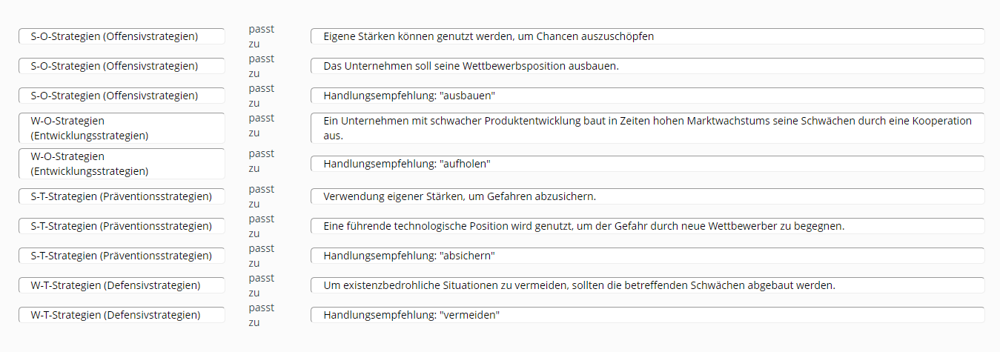 S-O-Strategien (Offensivstrategien) passt zu Eigene Stärken können genutzt werden, um Chancen auszuschöpfen
S-O-Strategien (Offensivstrategien) passt zu Das Unternehmen soll seine Wettbewerbsposition ausbauen.
S-O-Strategien (Offensivstrategien) passt zu Handlungsempfehlung: "ausbauen"
W-O-Strategien (Entwicklungsstrategien) passt zu Ein Unternehmen mit schwacher Produktentwicklung baut in Zeiten hohen Marktwachstums seine Schwächen durch eine Kooperation aus.
W-O-Strategien (Entwicklungsstrategien) passt zu Handlungsempfehlung: "aufholen"
S-T-Strategien (Präventionsstrategien) passt zu Verwendung eigener Stärken, um Gefahren abzusichern.
S-T-Strategien (Präventionsstrategien) passt zu Eine führende technologische Position wird genutzt, um der Gefahr durch neue Wettbewerber zu begegnen.
S-T-Strategien (Präventionsstrategien) passt zu Handlungsempfehlung: "absichern"
W-T-Strategien (Defensivstrategien) passt zu Um existenzbedrohliche Situationen zu vermeiden, sollten die betreffenden Schwächen abgebaut werden.
W-T-Strategien (Defensivstrategien) passt zu Handlungsempfehlung: "vermeiden"